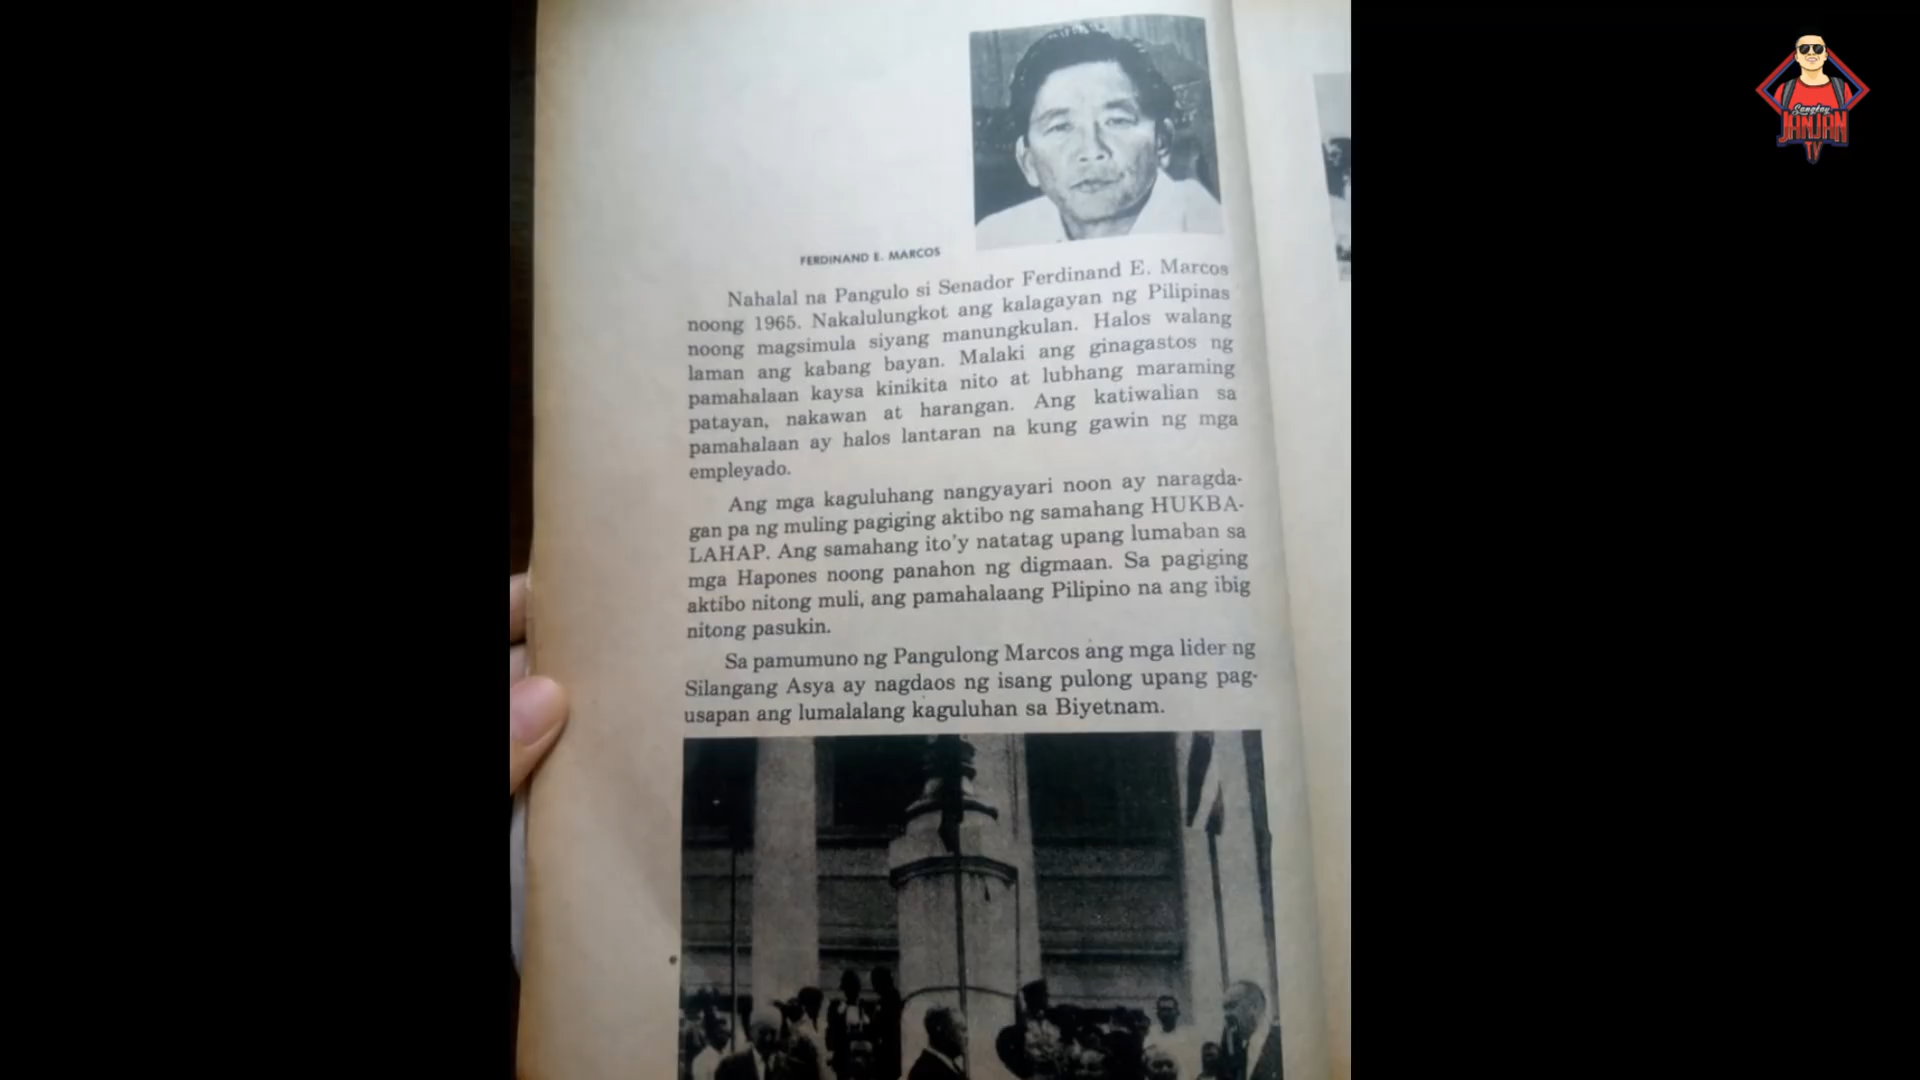 FERDINAND E. MARCOS
Nahalal na Pangulo si Senador Ferdinand E. Marcos
noong 1965. Nakalulungkot ang kalagayan ng Pilipinas
noong magsimula siyang manungkulan. Halos walang
laman ang kabang bayan. Malaki ang ginagastos ng
pamahalaan kaysa kinikita nito at lubhang maraming
patayan, nakawan at harangan. Ang katiwalian sa
pamahalaan ay halos lantaran na kung gawin ng mga
empleyado.
Ang mga kaguluhang nangyayari noon ay naragda-
gan pa ng muling pagiging aktibo ng samahang HUKBA-
LAHAP. Ang samahang ito'y natatag upang lumaban sa
mga Hapones noong panahon ng digmaan. Sa pagiging
aktibo nitong muli, ang pamahalaang Pilipino na ang ibig
nitong pasukin.
Sa pamumuno ng Pangulong Marcos ang mga lider ng
Silangang Asya ay nagdaos ng isang pulong upang pag-
usapan ang lumalalang kaguluhan sa Biyetnam.
Sangkay
JANJAN
TV